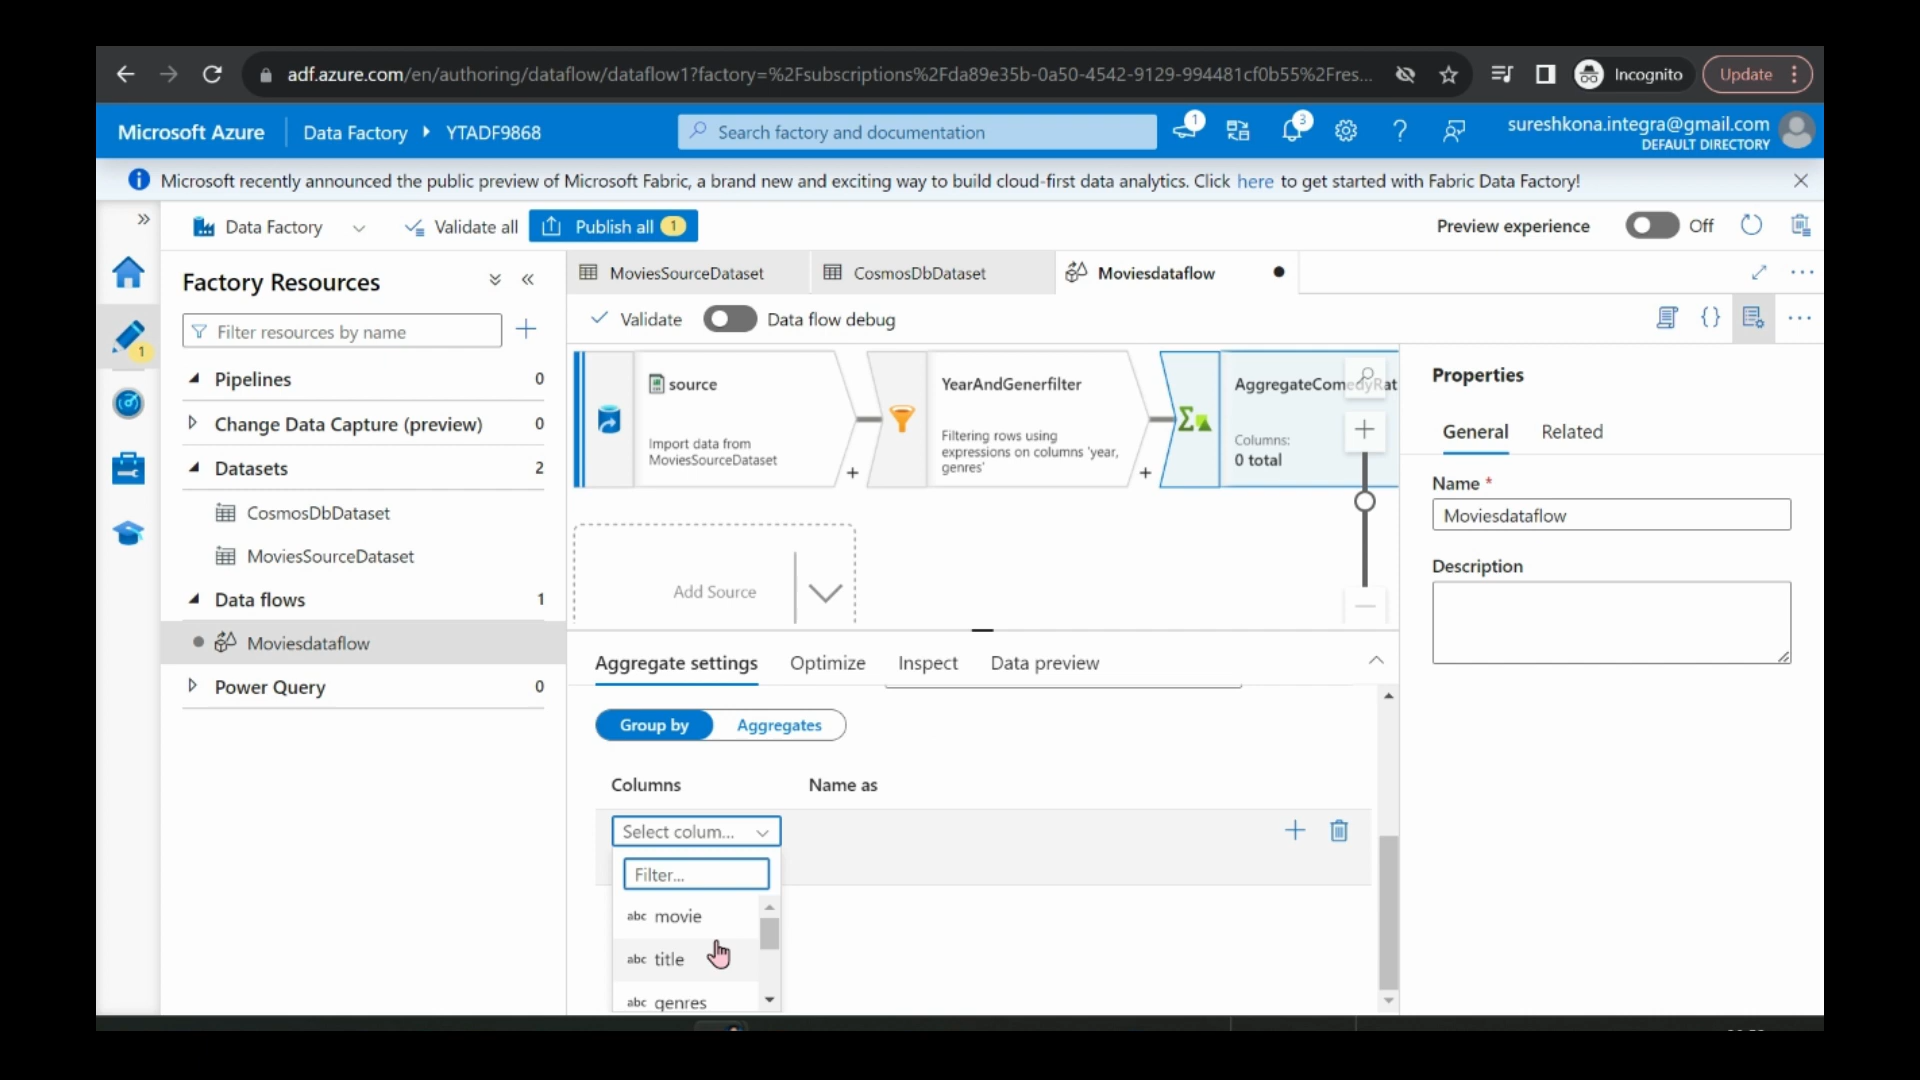 adf.azure.com/en/authoring/dataflow/dataflow1?factory=%2Fsubscriptions%2Fda89e35b-0a50-4542-9129-994481cf0b55%2Fres...
Incognito
Update
Microsoft Azure
Data Factory
YTADF9868
Search factory and documentation
1
3
sureshkona.integra@gmail.com
DEFAULT DIRECTORY
Microsoft recently announced the public preview of Microsoft Fabric, a brand new and exciting way to build cloud-first data analytics. Click here to get started with Fabric Data Factory!
Data Factory
Validate all
Publish all 1
Preview experience
Off
Factory Resources
MoviesSourceDataset
CosmosDbDataset
Moviesdataflow
Filter resources by name
Validate
Data flow debug
1
Pipelines 0
Change Data Capture (preview) 0
Datasets 2
CosmosDbDataset
MoviesSourceDataset
Data flows 1
Moviesdataflow
Power Query 0
source
Import data from
MoviesSourceDataset
YearAndGenerfilter
Filtering rows using
expressions on columns 'year,
genres'
AggregateComedyRat
Columns:
0 total
Add Source
Properties
General
Related
Name *
Moviesdataflow
Description
Aggregate settings
Optimize
Inspect
Data preview
Group by
Aggregates
Columns
Name as
Select colum...
Filter...
abc movie
abc title
abc genres